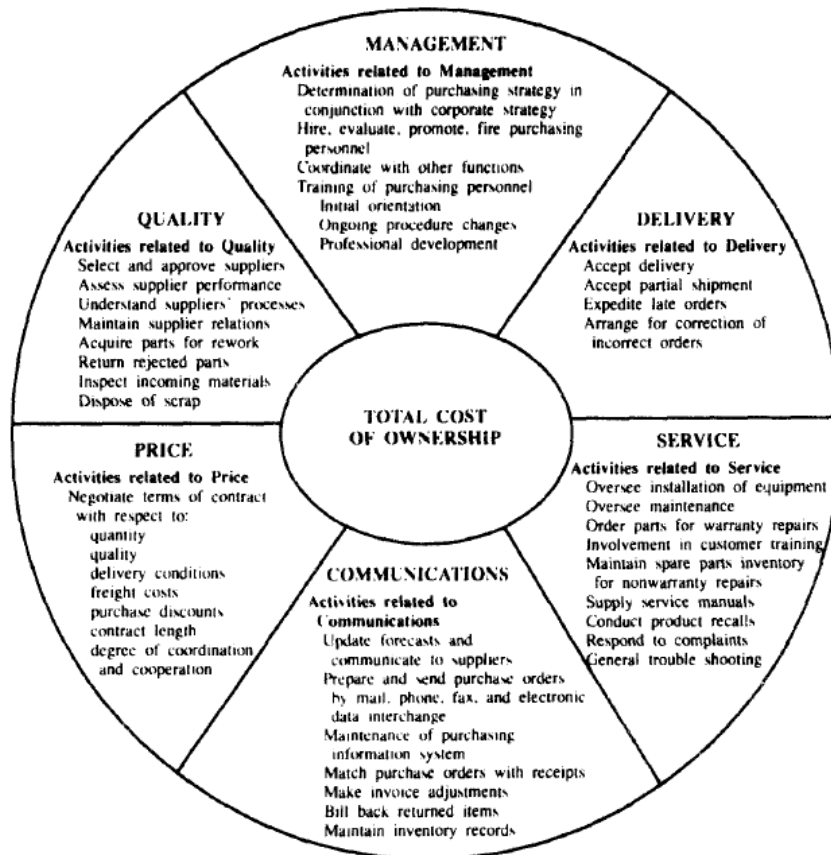 MANAGEMENT
Activities related to Management
Determination of purchasing strategy in
conjunction with corporate strategy
Hire, evaluate, promote, fire purchasing
personnel
Coordinate with other functions
Training of purchasing personnel
Initial orientation
Ongoing procedure changes
Professional development
QUALITY
Activities related to Quality
Select and approve suppliers
Assess supplier performance
Understand suppliers' processes
Maintain supplier relations
Acquire parts for rework
Return rejected parts
Inspect incoming materials
Dispose of scrap
DELIVERY
Activities related to Delivery
Accept delivery
Accept partial shipment
Expedite late orders
Arrange for correction of
incorrect orders
TOTAL COST
OF OWNERSHIP
PRICE
Activities related to Price
Negotiate terms of contract
with respect to:
quantity
quality
delivery conditions
freight costs
purchase discounts
contract length
degree of coordination
and cooperation
SERVICE
Activities related to Service
Oversee installation of equipment
Oversee maintenance
Order parts for warranty repairs
Involvement in customer training
Maintain spare parts inventory
for nonwarranty repairs
Supply service manuals
Conduct product recalls
Respond to complaints
General trouble shooting
COMMUNICATIONS
Activities related to
Communications
Update forecasts and
communicate to suppliers
Prepare and send purchase orders
by mail, phone, fax, and electronic
data interchange
Maintenance of purchasing
information system
Match purchase orders with receipts
Make invoice adjustments
Bill back returned items
Maintain inventory records